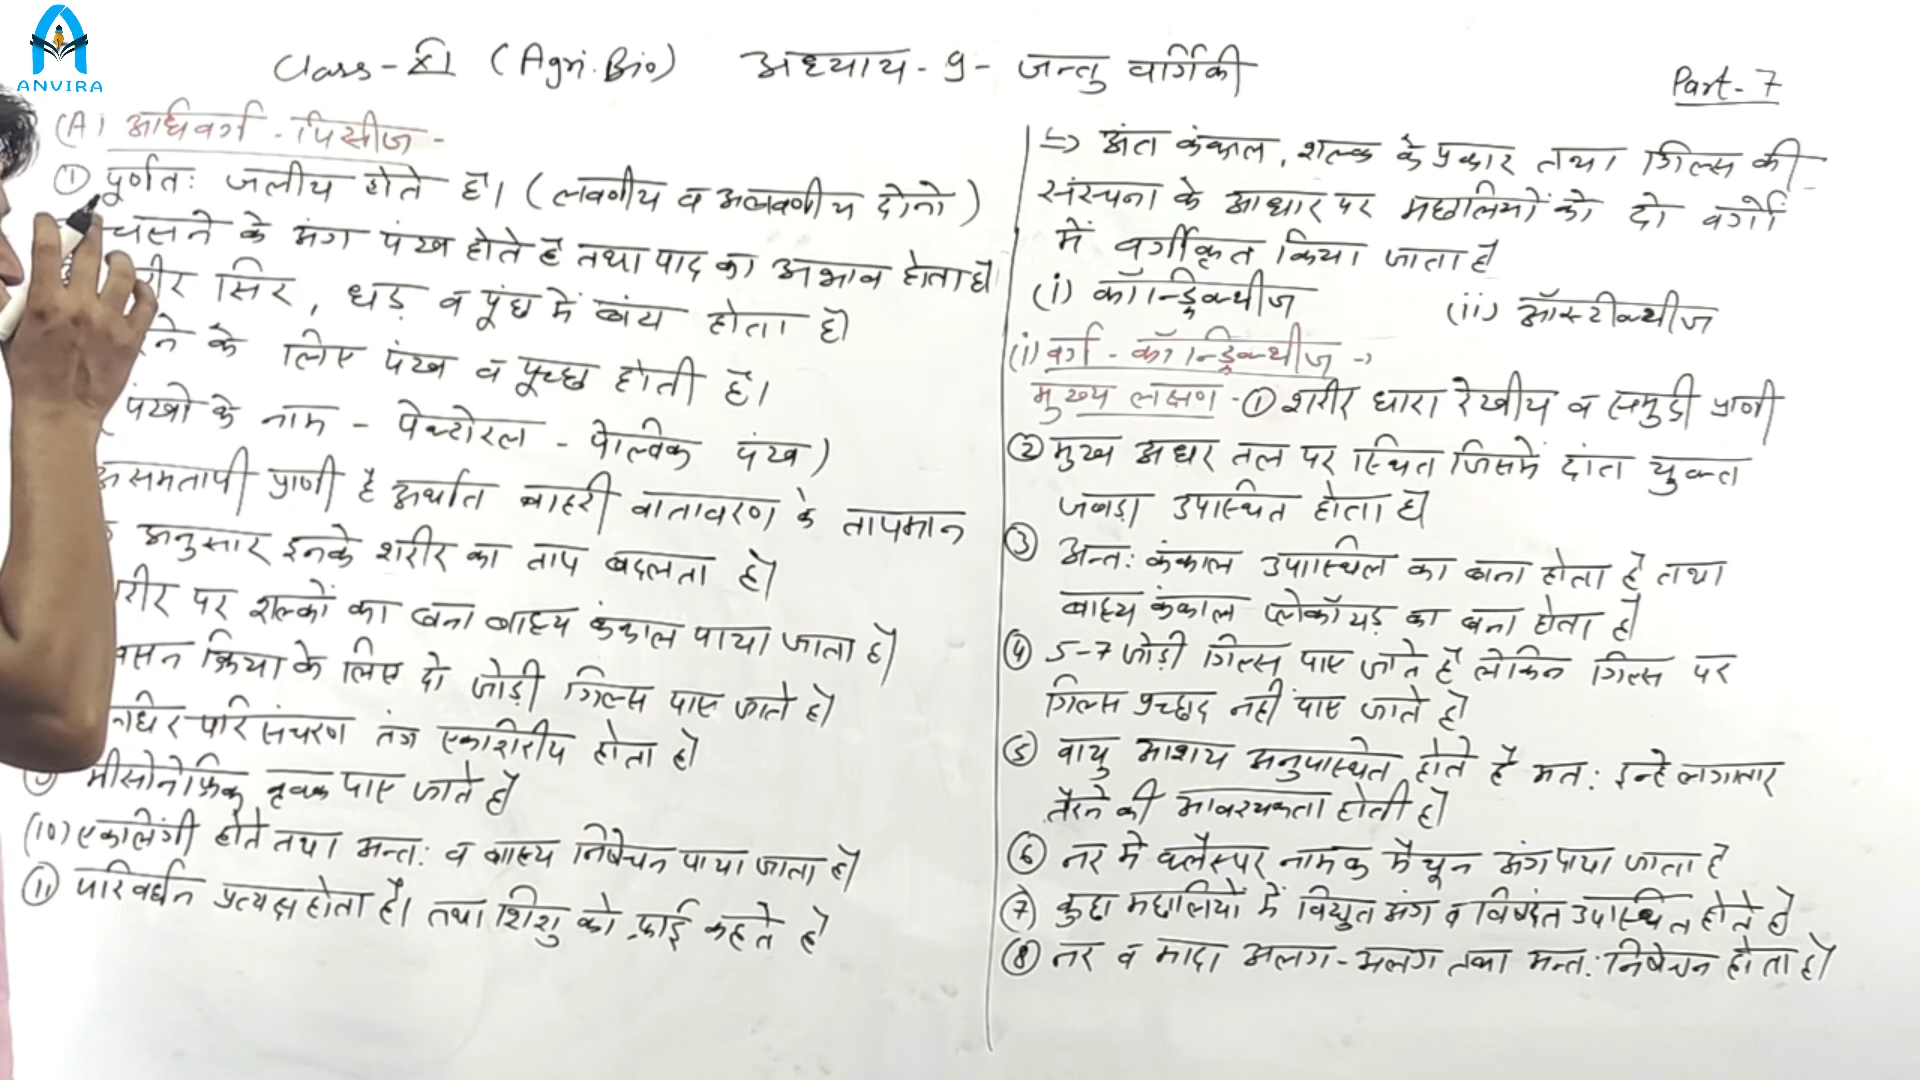 ANVIRA
Class - XI (Agri. Bio) अध्याय - 9 - जन्तु वर्गिकी
Part - 7
(A) अधिवर्ग - पिसीज -
① पूर्णतः जलीय होते है। (लवणीय व अलवणीय दोनो)
चलने के अंग पंख होते है तथा पाद का अभाव होता है
सिर, धड़ व पूंछ में बंटा होता है
के लिए पंख व पूच्छ होती है।
पंखो के नाम - पेक्टोरल - पेल्विक पंख)
असमतापी प्राणी है अर्थात बाहरी वातावरण के तापमान
के अनुसार इनके शरीर का ताप बदलता है
पर शल्कों का बना बाह्य कंकाल पाया जाता है
क्रिया के लिए दो जोड़ी गिल्स पाए जाते है
परिसंचरण तंत्र एकशिरीय होता है
मीसोनेफ्रिक वृक्क पाए जाते है
(10) एकलिंगी होते तथा अन्तः व बाह्य निषेचन पाया जाता है
⑪ परिवर्धन प्रत्यक्ष होता है। तथा शिशु को फ्राई कहते है
=> अंतः कंकाल, शल्क के प्रकार तथा गिल्स की
संरचना के आधार पर मछलियों को दो वर्गो
में वर्गीकृत किया जाता है
(i) कॉन्ड्रिक्थीज (ii) ऑस्टीक्थीज
(i) वर्ग - कॉन्ड्रिक्थीज ->
मुख्य लक्षण - ① शरीर धारा रेखीय व समुद्री प्राणी
② मुख अधर तल पर स्थित जिसमें दांत युक्त
जबड़ा उपस्थित होता है
③ अन्तः कंकाल उपास्थिल का बना होता है तथा
बाह्य कंकाल प्लेकॉयड़ का बना होता है
④ 5-7 जोड़ी गिल्स पाए जाते है लेकिन गिल्स पर
गिल्स प्रच्छद नहीं पाए जाते है
⑤ वायु आशय अनुपस्थित होते है अतः इन्हे लगातार
तैरने की आवश्यकता होती है
⑥ नर मे क्लैस्पर नामक मैथून अंग पाया जाता है
⑦ कुछ मछलियों में विद्युत अंग व विषदंत उपस्थित होते है
⑧ नर व मादा अलग-अलग तथा अन्तः निषेचन होता है